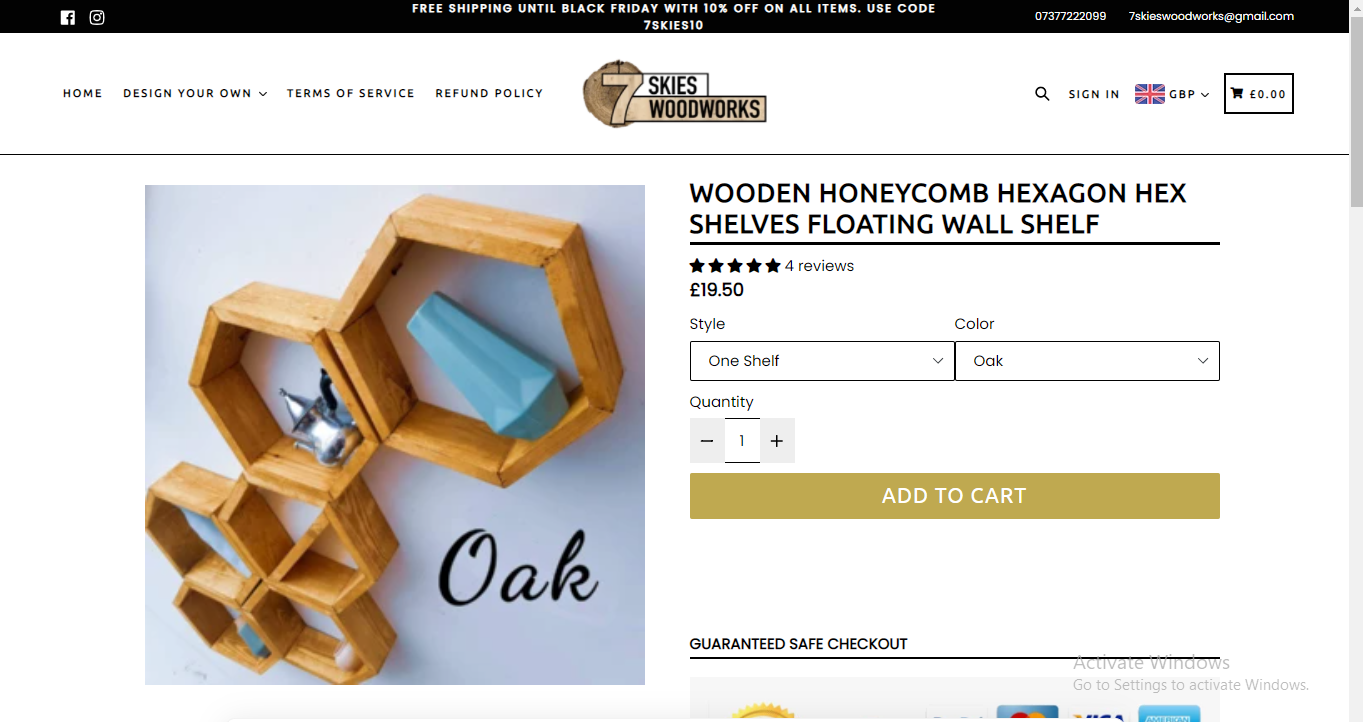 FREE SHIPPING UNTIL BLACK FRIDAY WITH 10% OFF ON ALL ITEMS. USE CODE
7SKIES10
07377222099
7skieswoodworks@gmail.com
HOME
DESIGN YOUR OWN
TERMS OF SERVICE
REFUND POLICY
7 SKIES
WOODWORKS
SIGN IN
GBP
£0.00
WOODEN HONEYCOMB HEXAGON HEX
SHELVES FLOATING WALL SHELF
4 reviews
£19.50
Style
Color
One Shelf
Oak
Quantity
1
ADD TO CART
Oak
GUARANTEED SAFE CHECKOUT
Activate Windows
Go to Settings to activate Windows.
VISA
AMERICAN